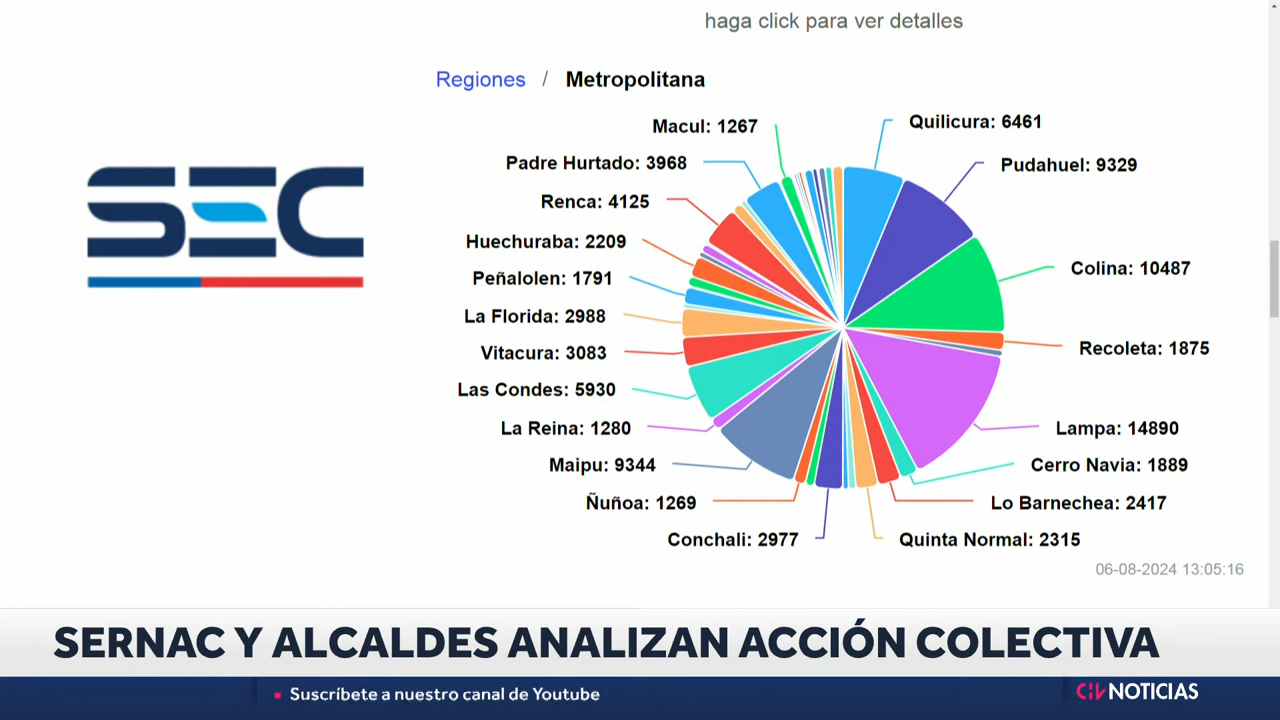 haga click para ver detalles
Regiones / Metropolitana
SEC
Macul: 1267
Quilicura: 6461
Padre Hurtado: 3968
Pudahuel: 9329
Renca: 4125
Huechuraba: 2209
Colina: 10487
Peñalolen: 1791
La Florida: 2988
Recoleta: 1875
Vitacura: 3083
Las Condes: 5930
La Reina: 1280
Lampa: 14890
Maipu: 9344
Cerro Navia: 1889
Ñuñoa: 1269
Lo Barnechea: 2417
Conchali: 2977
Quinta Normal: 2315
06-08-2024 13:05:16
SERNAC Y ALCALDES ANALIZAN ACCIÓN COLECTIVA
Suscríbete a nuestro canal de Youtube
CHV NOTICIAS